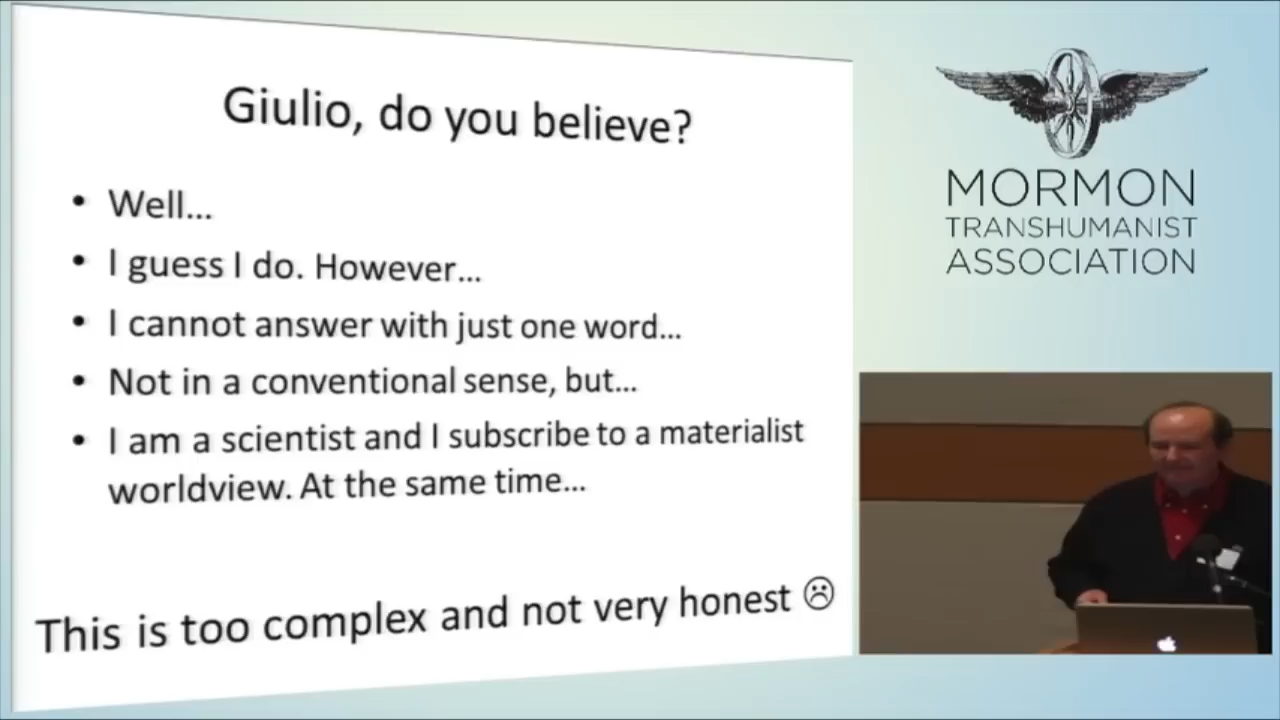 Giulio, do you believe?
• Well...
• I guess I do. However...
• I cannot answer with just one word...
• Not in a conventional sense, but...
• I am a scientist and I subscribe to a materialist
worldview. At the same time...
This is too complex and not very honest ☹
MORMON
TRANSHUMANIST
ASSOCIATION